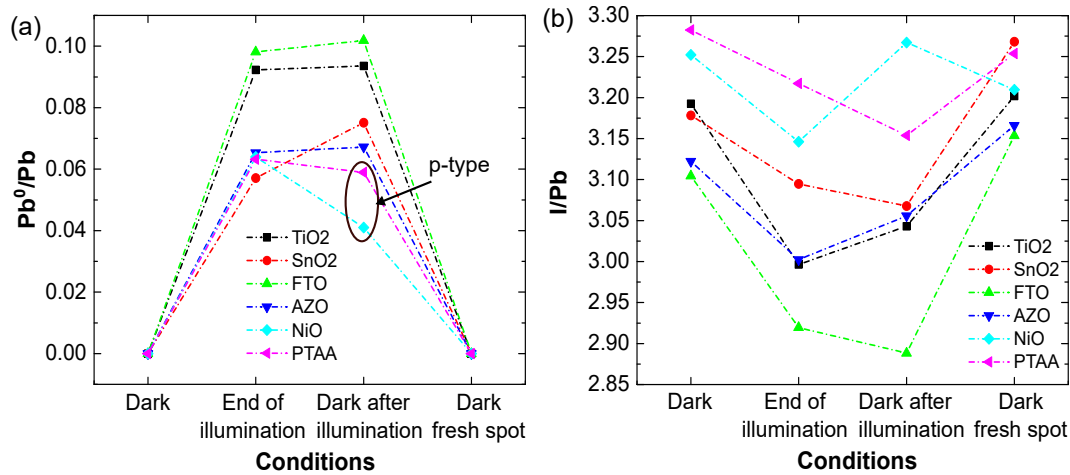 (a)
0.10
0.08
0.06
0.04
0.02
0.00
Pb⁰/Pb
p-type
TiO2
SnO2
FTO
AZO
NiO
PTAA
Dark
End of
illumination
Dark after
illumination
Dark
fresh spot
Conditions
(b)
3.30
3.25
3.20
3.15
3.10
3.05
3.00
2.95
2.90
2.85
I/Pb
TiO2
SnO2
FTO
AZO
NiO
PTAA
Dark
End of
illumination
Dark after
illumination
Dark
fresh spot
Conditions